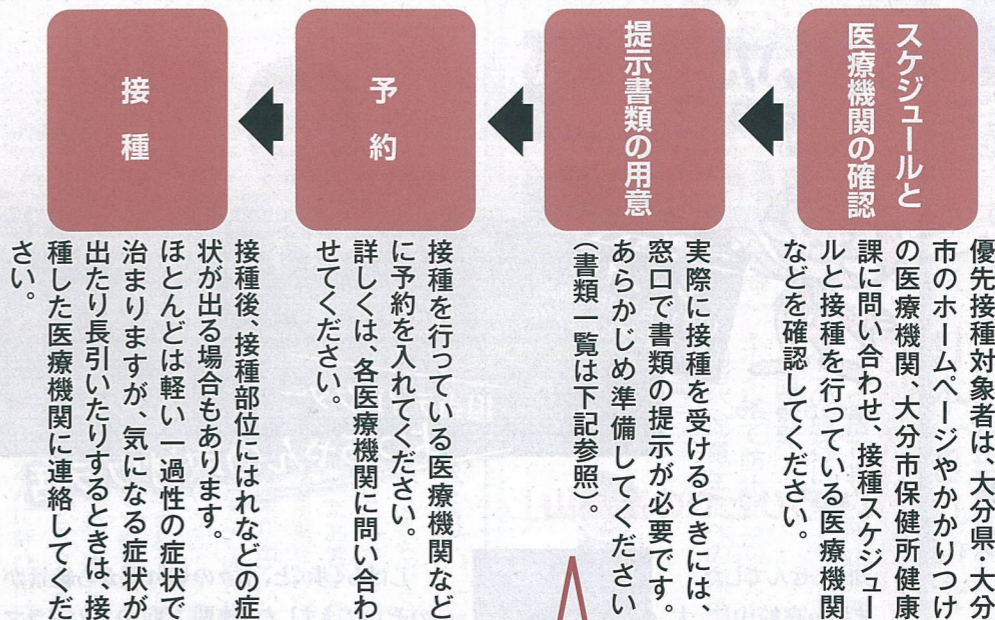 スケジュールと
医療機関の確認
優先接種対象者は、大分県、大分
市のホームページやかかりつけ
の医療機関、大分市保健所健康
課に問い合わせ、接種スケジュー
ルと接種を行っている医療機関
などを確認してください。
提示書類の用意
実際に接種を受けるときには、
窓口で書類の提示が必要です。
あらかじめ準備してください
(書類一覧は下記参照)。
予約
接種を行っている医療機関など
に予約を入れてください。
詳しくは、各医療機関に問い合わ
せてください。
接種
接種後、接種部位にはれなどの症
状が出る場合もあります。
ほとんどは軽い一過性の症状で
治まりますが、気になる症状が
出たり長引いたりするときは、接
種した医療機関に連絡してくだ
さい。